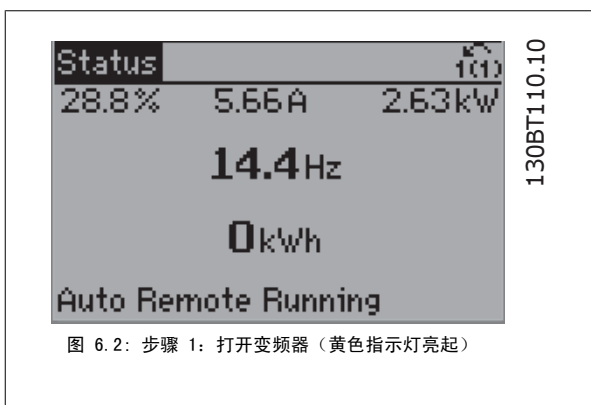 Status 1(1)
28.8% 5.66A 2.63kW
14.4Hz
0kWh
Auto Remote Running
130BT110.10
图 6.2: 步骤 1: 打开变频器（黄色指示灯亮起）